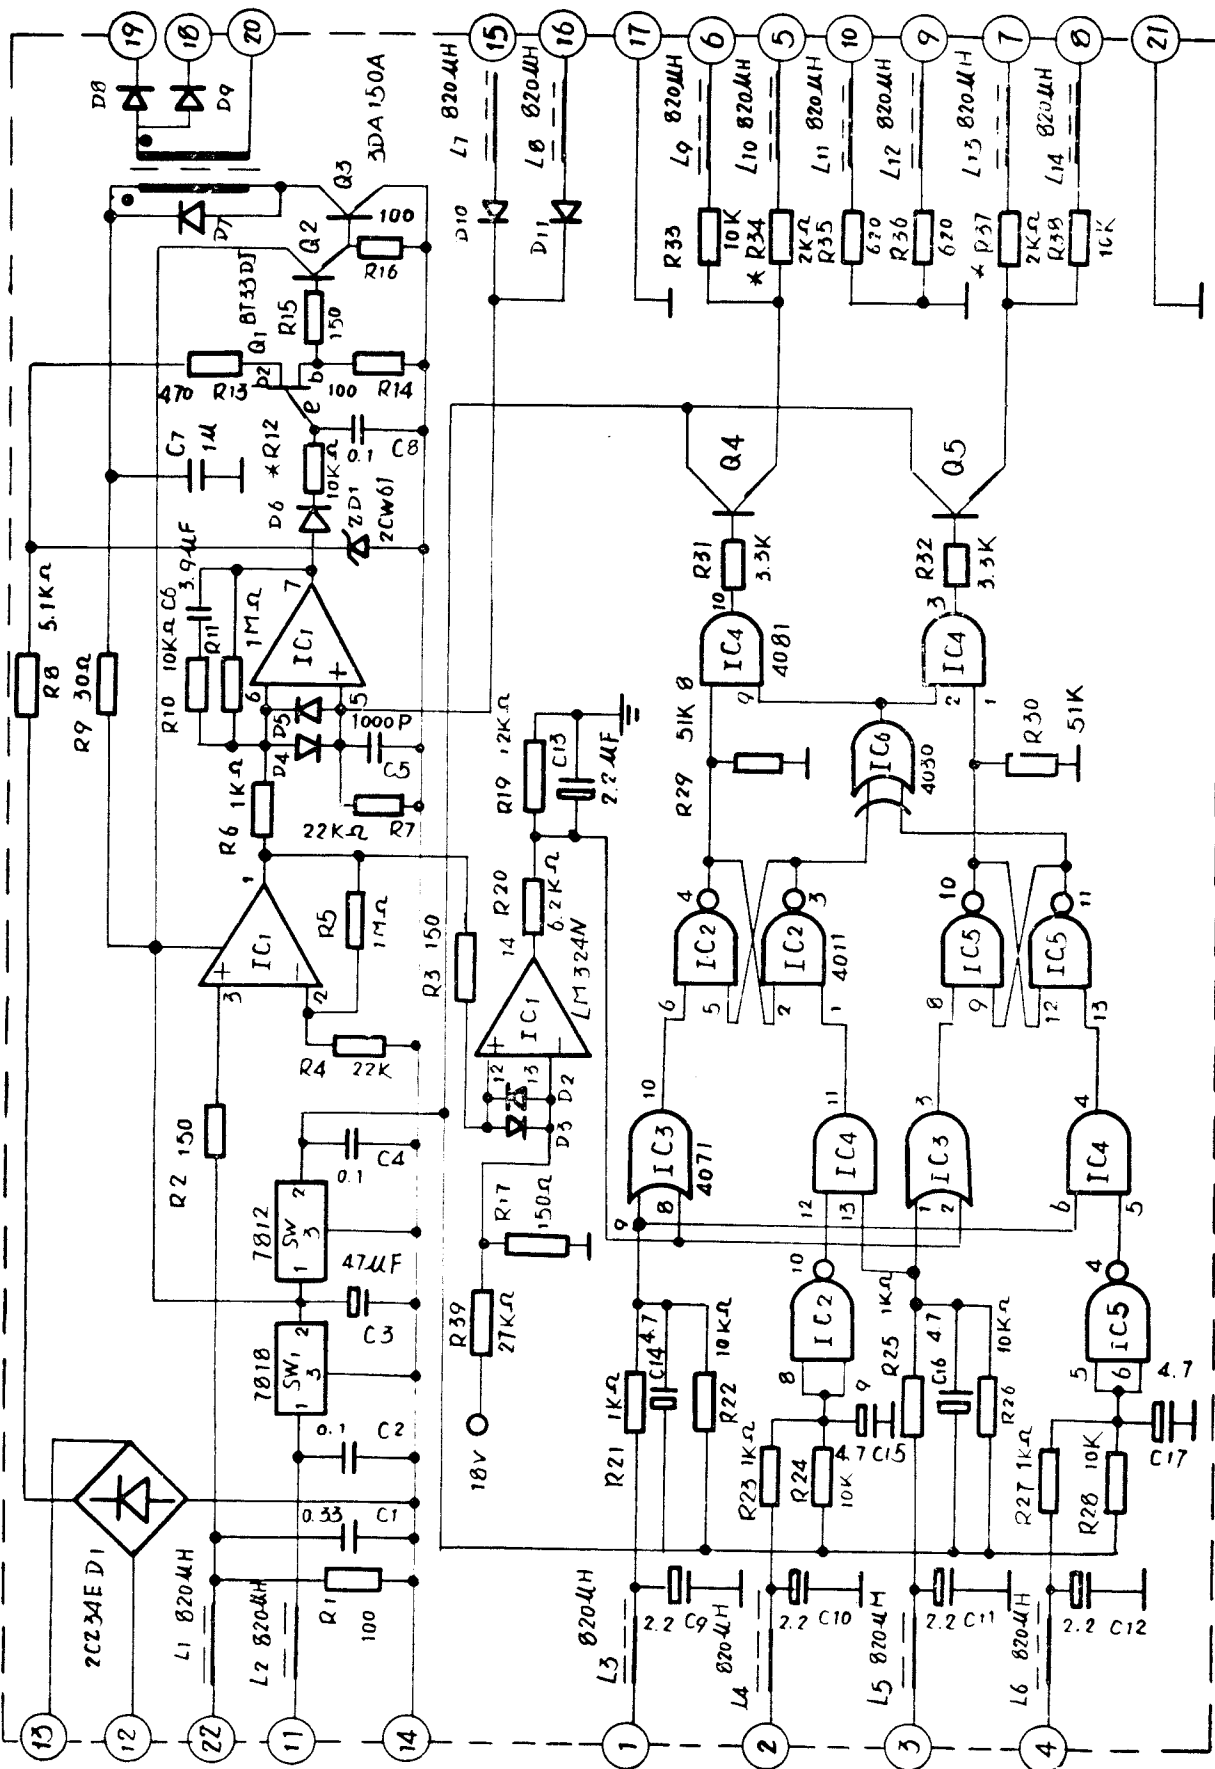 19
18
20
15
16
17
6
5
10
9
7
8
21
D8
D9
3DA150A
L7 820μH
L8 820μH
L9 820μH
L10 820μH
L11 820μH
L12 820μH
L13 820μH
L14 820μH
D7
Q3
100
Q2
R16
BT33DJ
R15
150
Q1
b2
b
e
470
R13
100
R14
D10
D11
R33
10K
*R34
2KΩ
R35
620
R36
620
*R37
2KΩ
R38
10K
C7
1μ
*R12
10KΩ
0.1
C8
D6
ZD1
2CW61
Q4
Q5
R8
5.1KΩ
R9
30Ω
R10
10KΩ
C6
3.9μF
R11
1MΩ
7
IC1
+
6
5
D5
D4
1000P
C5
R6
1KΩ
22KΩ
R7
R19
12KΩ
C13
2.2μF
R31
3.3K
R32
3.3K
10
IC4
4081
8
9
3
IC4
2
1
51K
R29
IC6
4030
R30
51K
1
IC1
+
-
3
2
R5
1MΩ
R3
150
R20
6.2KΩ
14
IC1
+
-
LM324N
12
13
D2
D3
4
IC2
6
5
3
IC2
4011
2
1
10
IC5
8
9
11
IC5
12
13
R4
22K
R2
150
7812
SW
1
2
3
0.1
C4
47μF
C3
7818
SW1
1
2
3
R17
150Ω
R39
27KΩ
18V
10
IC3
4071
9
8
11
IC4
12
13
3
IC3
1
2
4
IC4
6
5
10
IC2
8
9
4
IC5
5
6
0.1
C2
0.33
C1
R1
100
2CZ34E D1
L1 820μH
L2 820μH
R21
1KΩ
C14
4.7
R22
10KΩ
R23
1KΩ
R24
10K
4.7
C15
R25
1KΩ
C16
4.7
R26
10KΩ
R27
1KΩ
R28
10K
4.7
C17
L3
820μH
2.2
C9
L4
820μH
2.2
C10
L5
820μH
2.2
C11
L6
820μH
2.2
C12
13
12
22
11
14
1
2
3
4